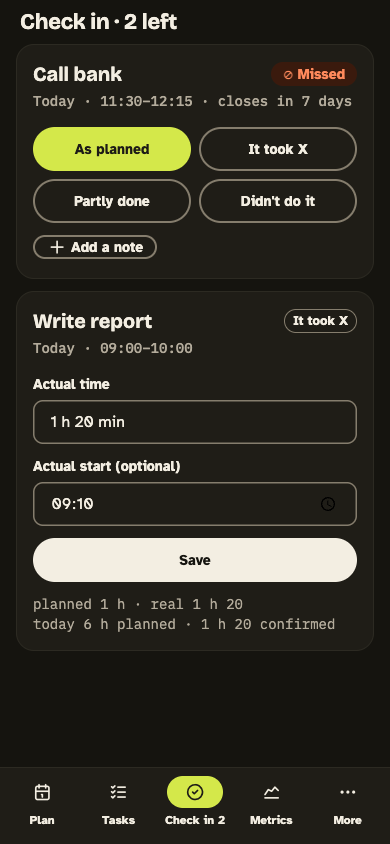 Check in · 2 left
Call bank
Missed
Today · 11:30–12:15 · closes in 7 days
As planned
It took X
Partly done
Didn't do it
Add a note
Write report
It took X
Today · 09:00–10:00
Actual time
1 h 20 min
Actual start (optional)
09:10
Save
planned 1 h · real 1 h 20
today 6 h planned · 1 h 20 confirmed
Plan
Tasks
Check in 2
Metrics
More